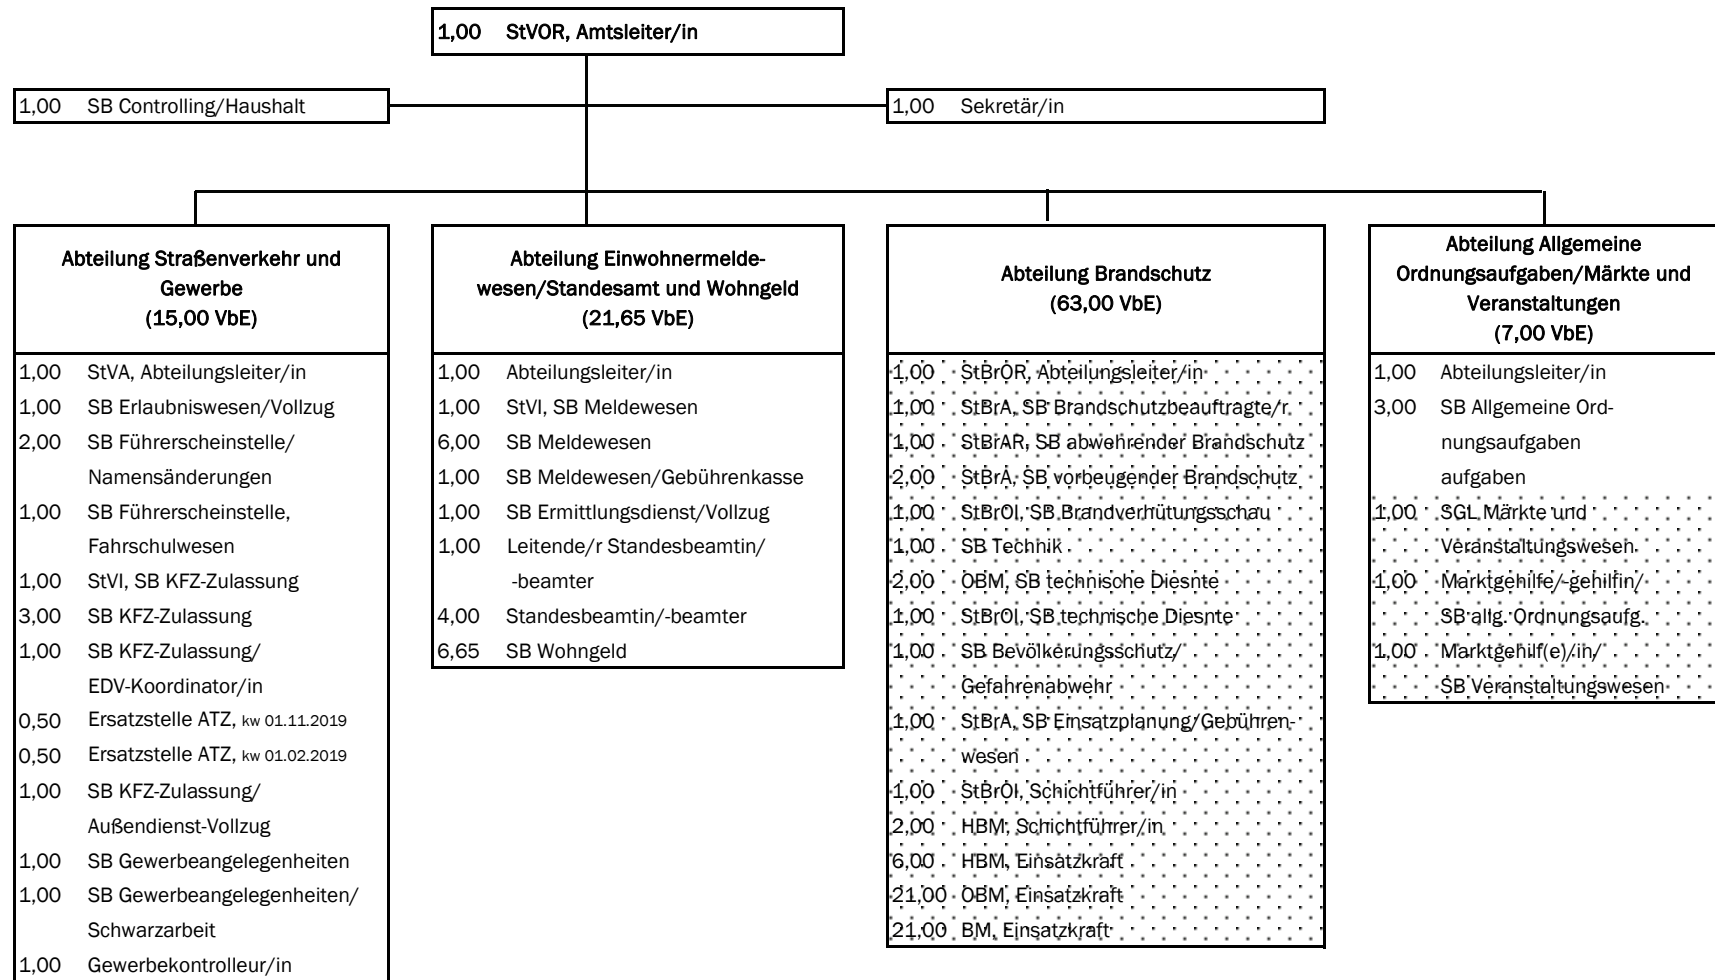 1,00 StVOR, Amtsleiter/in
1,00 SB Controlling/Haushalt
1,00 Sekretär/in
Abteilung Straßenverkehr und
Gewerbe
(15,00 VbE)
1,00 StVA, Abteilungsleiter/in
1,00 SB Erlaubniswesen/Vollzug
2,00 SB Führerscheinstelle/
Namensänderungen
1,00 SB Führerscheinstelle,
Fahrschulwesen
1,00 StVI, SB KFZ-Zulassung
3,00 SB KFZ-Zulassung
1,00 SB KFZ-Zulassung/
EDV-Koordinator/in
0,50 Ersatzstelle ATZ, kw 01.11.2019
0,50 Ersatzstelle ATZ, kw 01.02.2019
1,00 SB KFZ-Zulassung/
Außendienst-Vollzug
1,00 SB Gewerbeangelegenheiten
1,00 SB Gewerbeangelegenheiten/
Schwarzarbeit
1,00 Gewerbekontrolleur/in
Abteilung Einwohnermelde-
wesen/Standesamt und Wohngeld
(21,65 VbE)
1,00 Abteilungsleiter/in
1,00 StVI, SB Meldewesen
6,00 SB Meldewesen
1,00 SB Meldewesen/Gebührenkasse
1,00 SB Ermittlungsdienst/Vollzug
1,00 Leitende/r Standesbeamtin/
-beamter
4,00 Standesbeamtin/-beamter
6,65 SB Wohngeld
Abteilung Brandschutz
(63,00 VbE)
1,00 StBrOR, Abteilungsleiter/in
1,00 StBrA, SB Brandschutzbeauftragte/r
1,00 StBrAR, SB abwehrender Brandschutz
2,00 StBrA, SB vorbeugender Brandschutz
1,00 StBrOI, SB Brandverhütungsschau
1,00 SB Technik
2,00 OBM, SB technische Diesnte
1,00 StBrOI, SB technische Diesnte
1,00 SB Bevölkerungsschutz/
Gefahrenabwehr
1,00 StBrA, SB Einsatzplanung/Gebühren-
wesen
1,00 StBrOI, Schichtführer/in
2,00 HBM, Schichtführer/in
6,00 HBM, Einsatzkraft
21,00 OBM, Einsatzkraft
21,00 BM, Einsatzkraft
Abteilung Allgemeine
Ordnungsaufgaben/Märkte und
Veranstaltungen
(7,00 VbE)
1,00 Abteilungsleiter/in
3,00 SB Allgemeine Ord-
nungsaufgaben
aufgaben
1,00 SGL Märkte und
Veranstaltungswesen
1,00 Marktgehilfe/-gehilfin/
SB allg. Ordnungsaufg.
1,00 Marktgehilf(e)/in/
SB Veranstaltungswesen